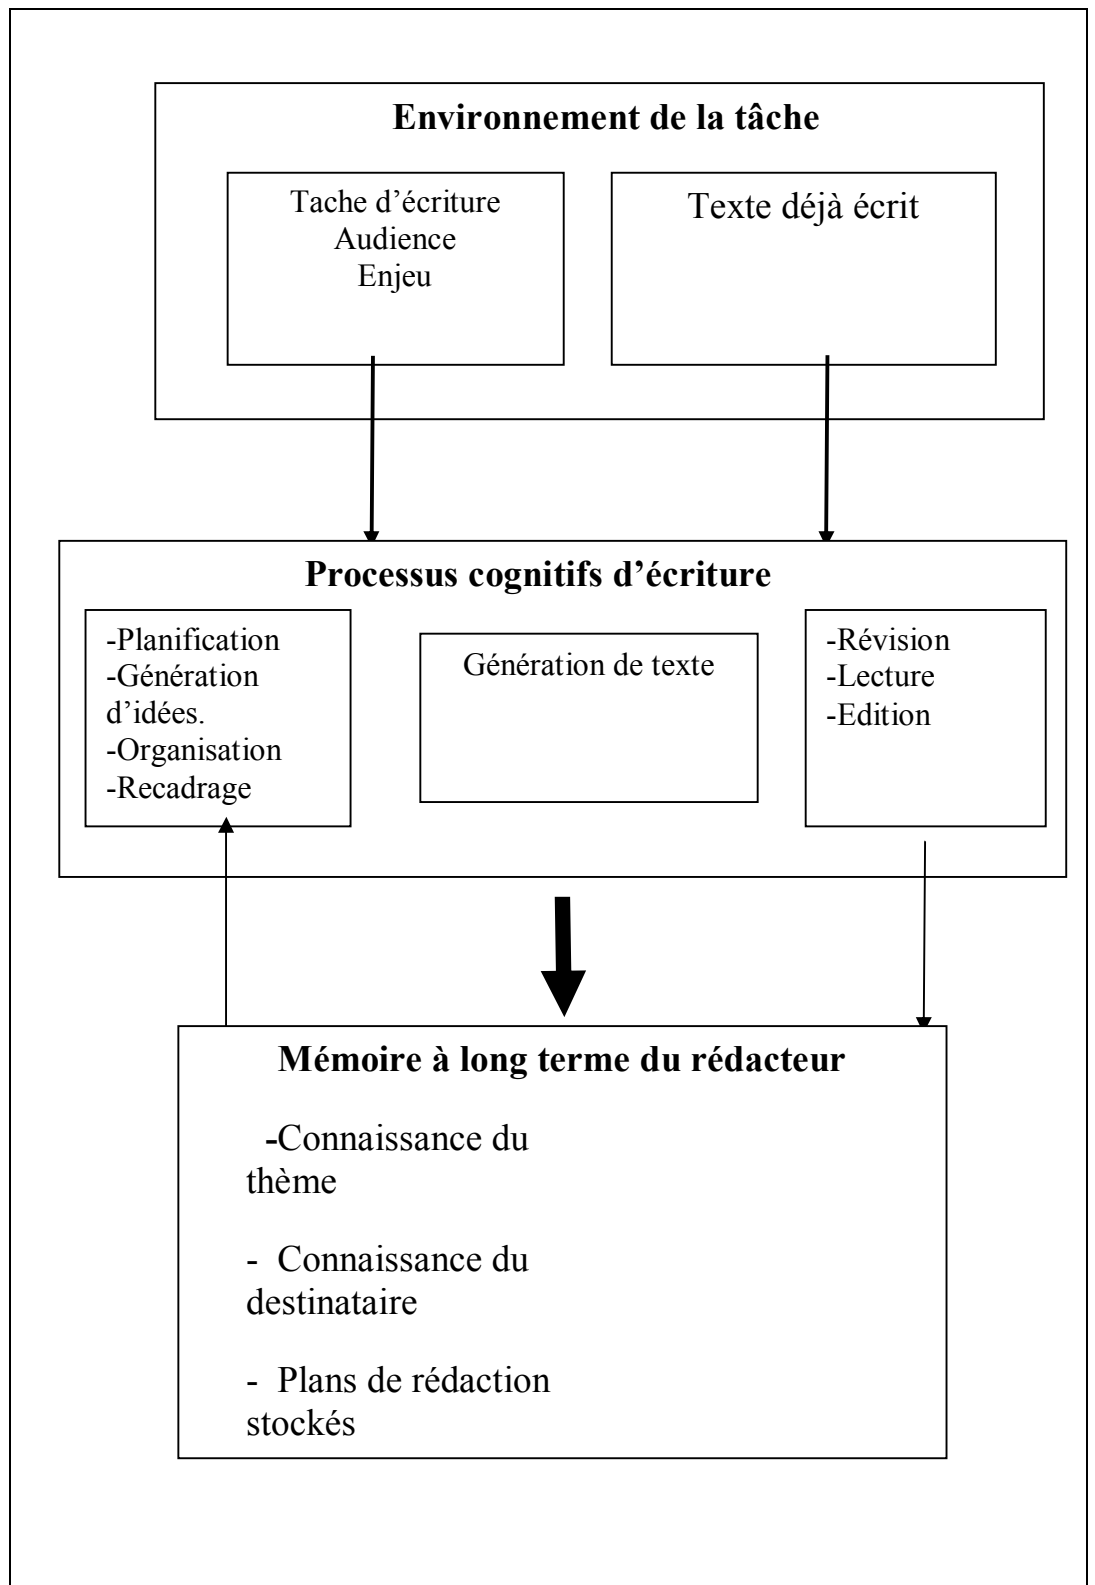 Environnement de la tâche
Tache d’écriture
Audience
Enjeu
Texte déjà écrit
Processus cognitifs d’écriture
-Planification
-Génération
d’idées.
-Organisation
-Recadrage
Génération de texte
-Révision
-Lecture
-Edition
Mémoire à long terme du rédacteur
-Connaissance du
thème
- Connaissance du
destinataire
- Plans de rédaction
stockés